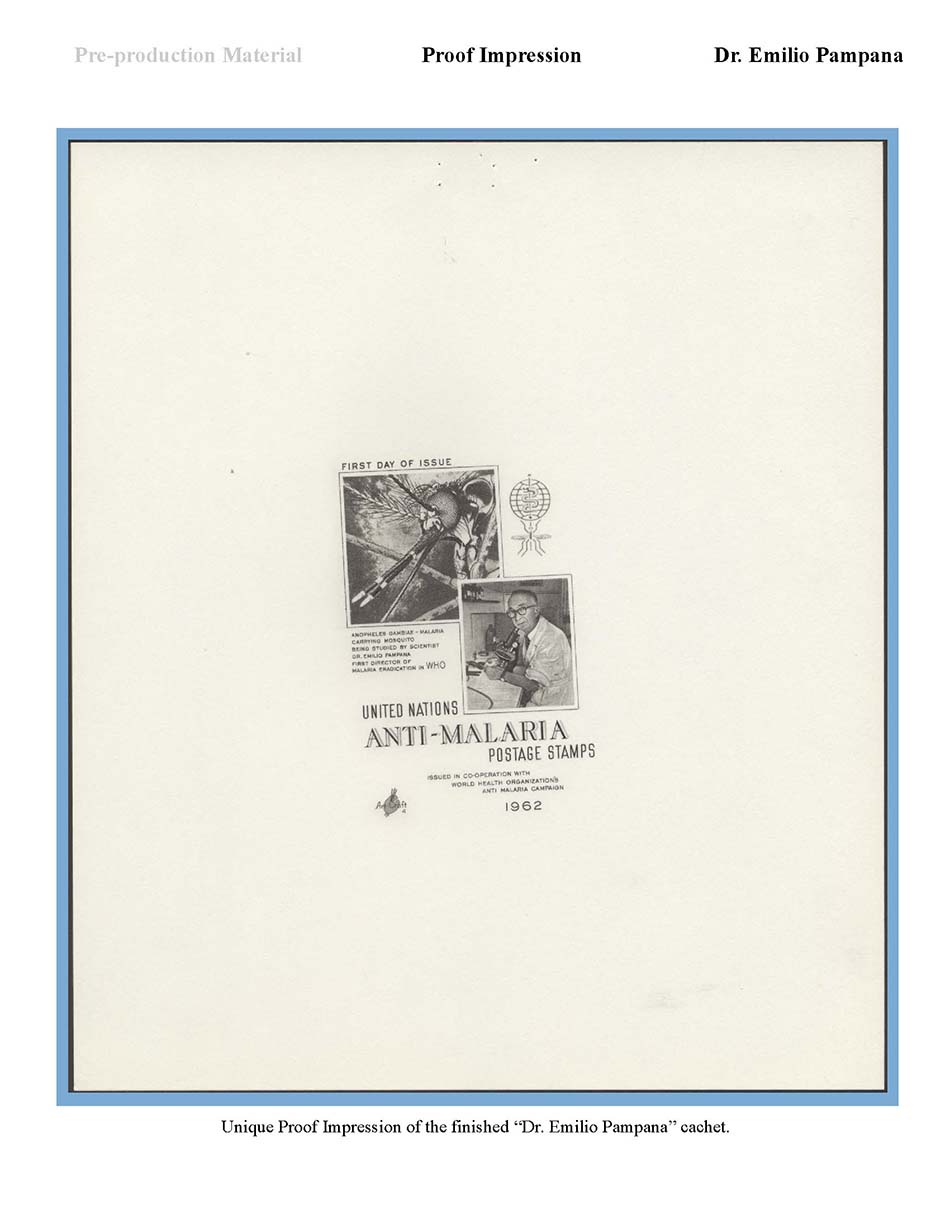 Pre-production Material
Proof Impression
Dr. Emilio Pampana
FIRST DAY OF ISSUE
ANOPHELES GAMBIAE - MALARIA
CARRYING MOSQUITO
BEING STUDIED BY SCIENTIST
DR. EMILIO PAMPANA
FIRST DIRECTOR OF
MALARIA ERADICATION IN WHO
UNITED NATIONS
ANTI-MALARIA
POSTAGE STAMPS
ISSUED IN CO-OPERATION WITH
WORLD HEALTH ORGANIZATION'S
ANTI MALARIA CAMPAIGN
Art Craft
1962
Unique Proof Impression of the finished “Dr. Emilio Pampana” cachet.